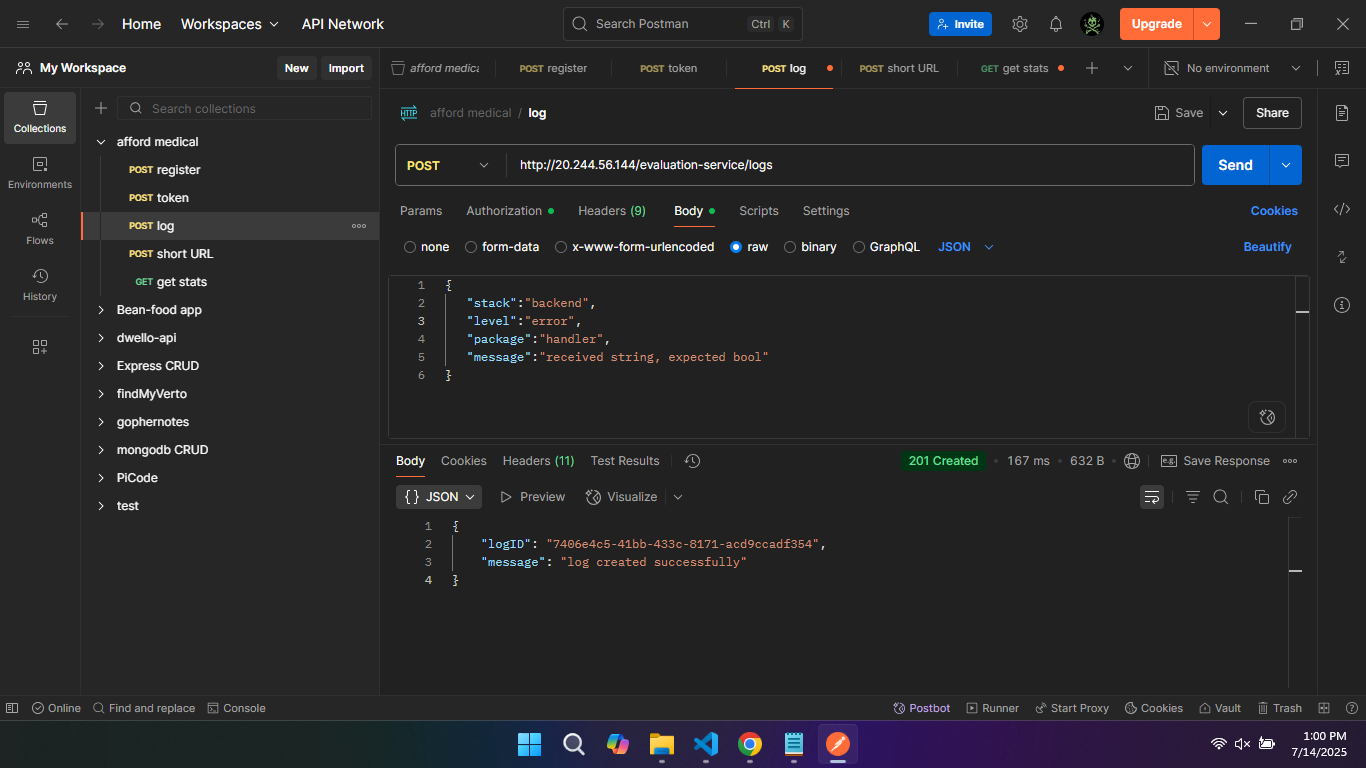 Home Workspaces API Network Search Postman Ctrl K Invite Upgrade
My Workspace New Import afford medica POST register POST token POST log POST short URL GET get stats No environment
Search collections
Collections
Environments
Flows
History
afford medical
POST register
POST token
POST log
POST short URL
GET get stats
Bean-food app
dwello-api
Express CRUD
findMyVerto
gophernotes
mongodb CRUD
PiCode
test
HTTP afford medical / log Save Share
POST http://20.244.56.144/evaluation-service/logs Send
Params Authorization Headers (9) Body Scripts Settings Cookies
none form-data x-www-form-urlencoded raw binary GraphQL JSON Beautify
1 {
2 "stack":"backend",
3 "level":"error",
4 "package":"handler",
5 "message":"received string, expected bool"
6 }
Body Cookies Headers (11) Test Results 201 Created • 167 ms • 632 B • e.g. Save Response
{} JSON Preview Visualize
1 {
2 "logID": "7406e4c5-41bb-433c-8171-acd9ccadf354",
3 "message": "log created successfully"
4 }
Online Find and replace Console Postbot Runner Start Proxy Cookies Vault Trash
1:00 PM
7/14/2025